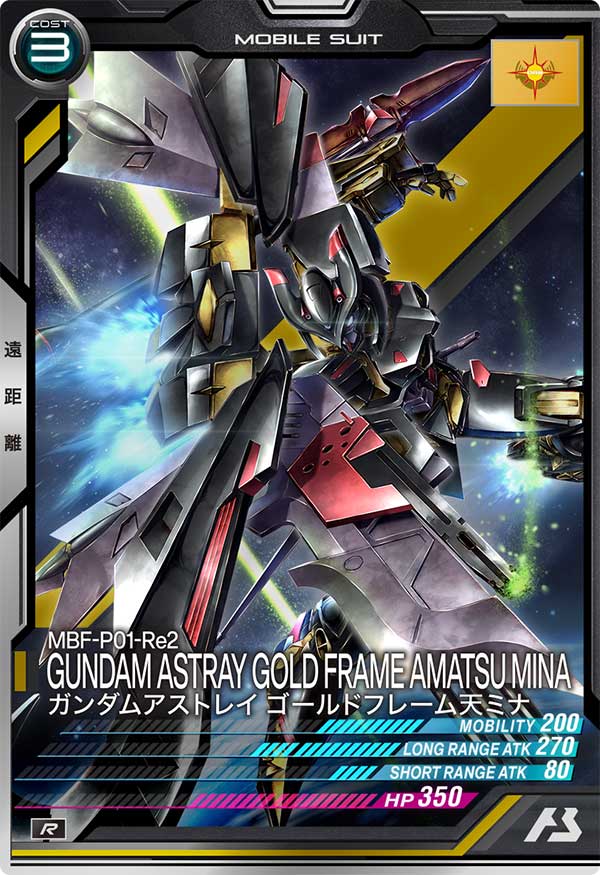 COST
3
MOBILE SUIT
遠距離
MBF-P01-Re2
GUNDAM ASTRAY GOLD FRAME AMATSU MINA
ガンダムアストレイ ゴールドフレーム天ミナ
MOBILITY 200
LONG RANGE ATK 270
SHORT RANGE ATK 80
HP 350
R